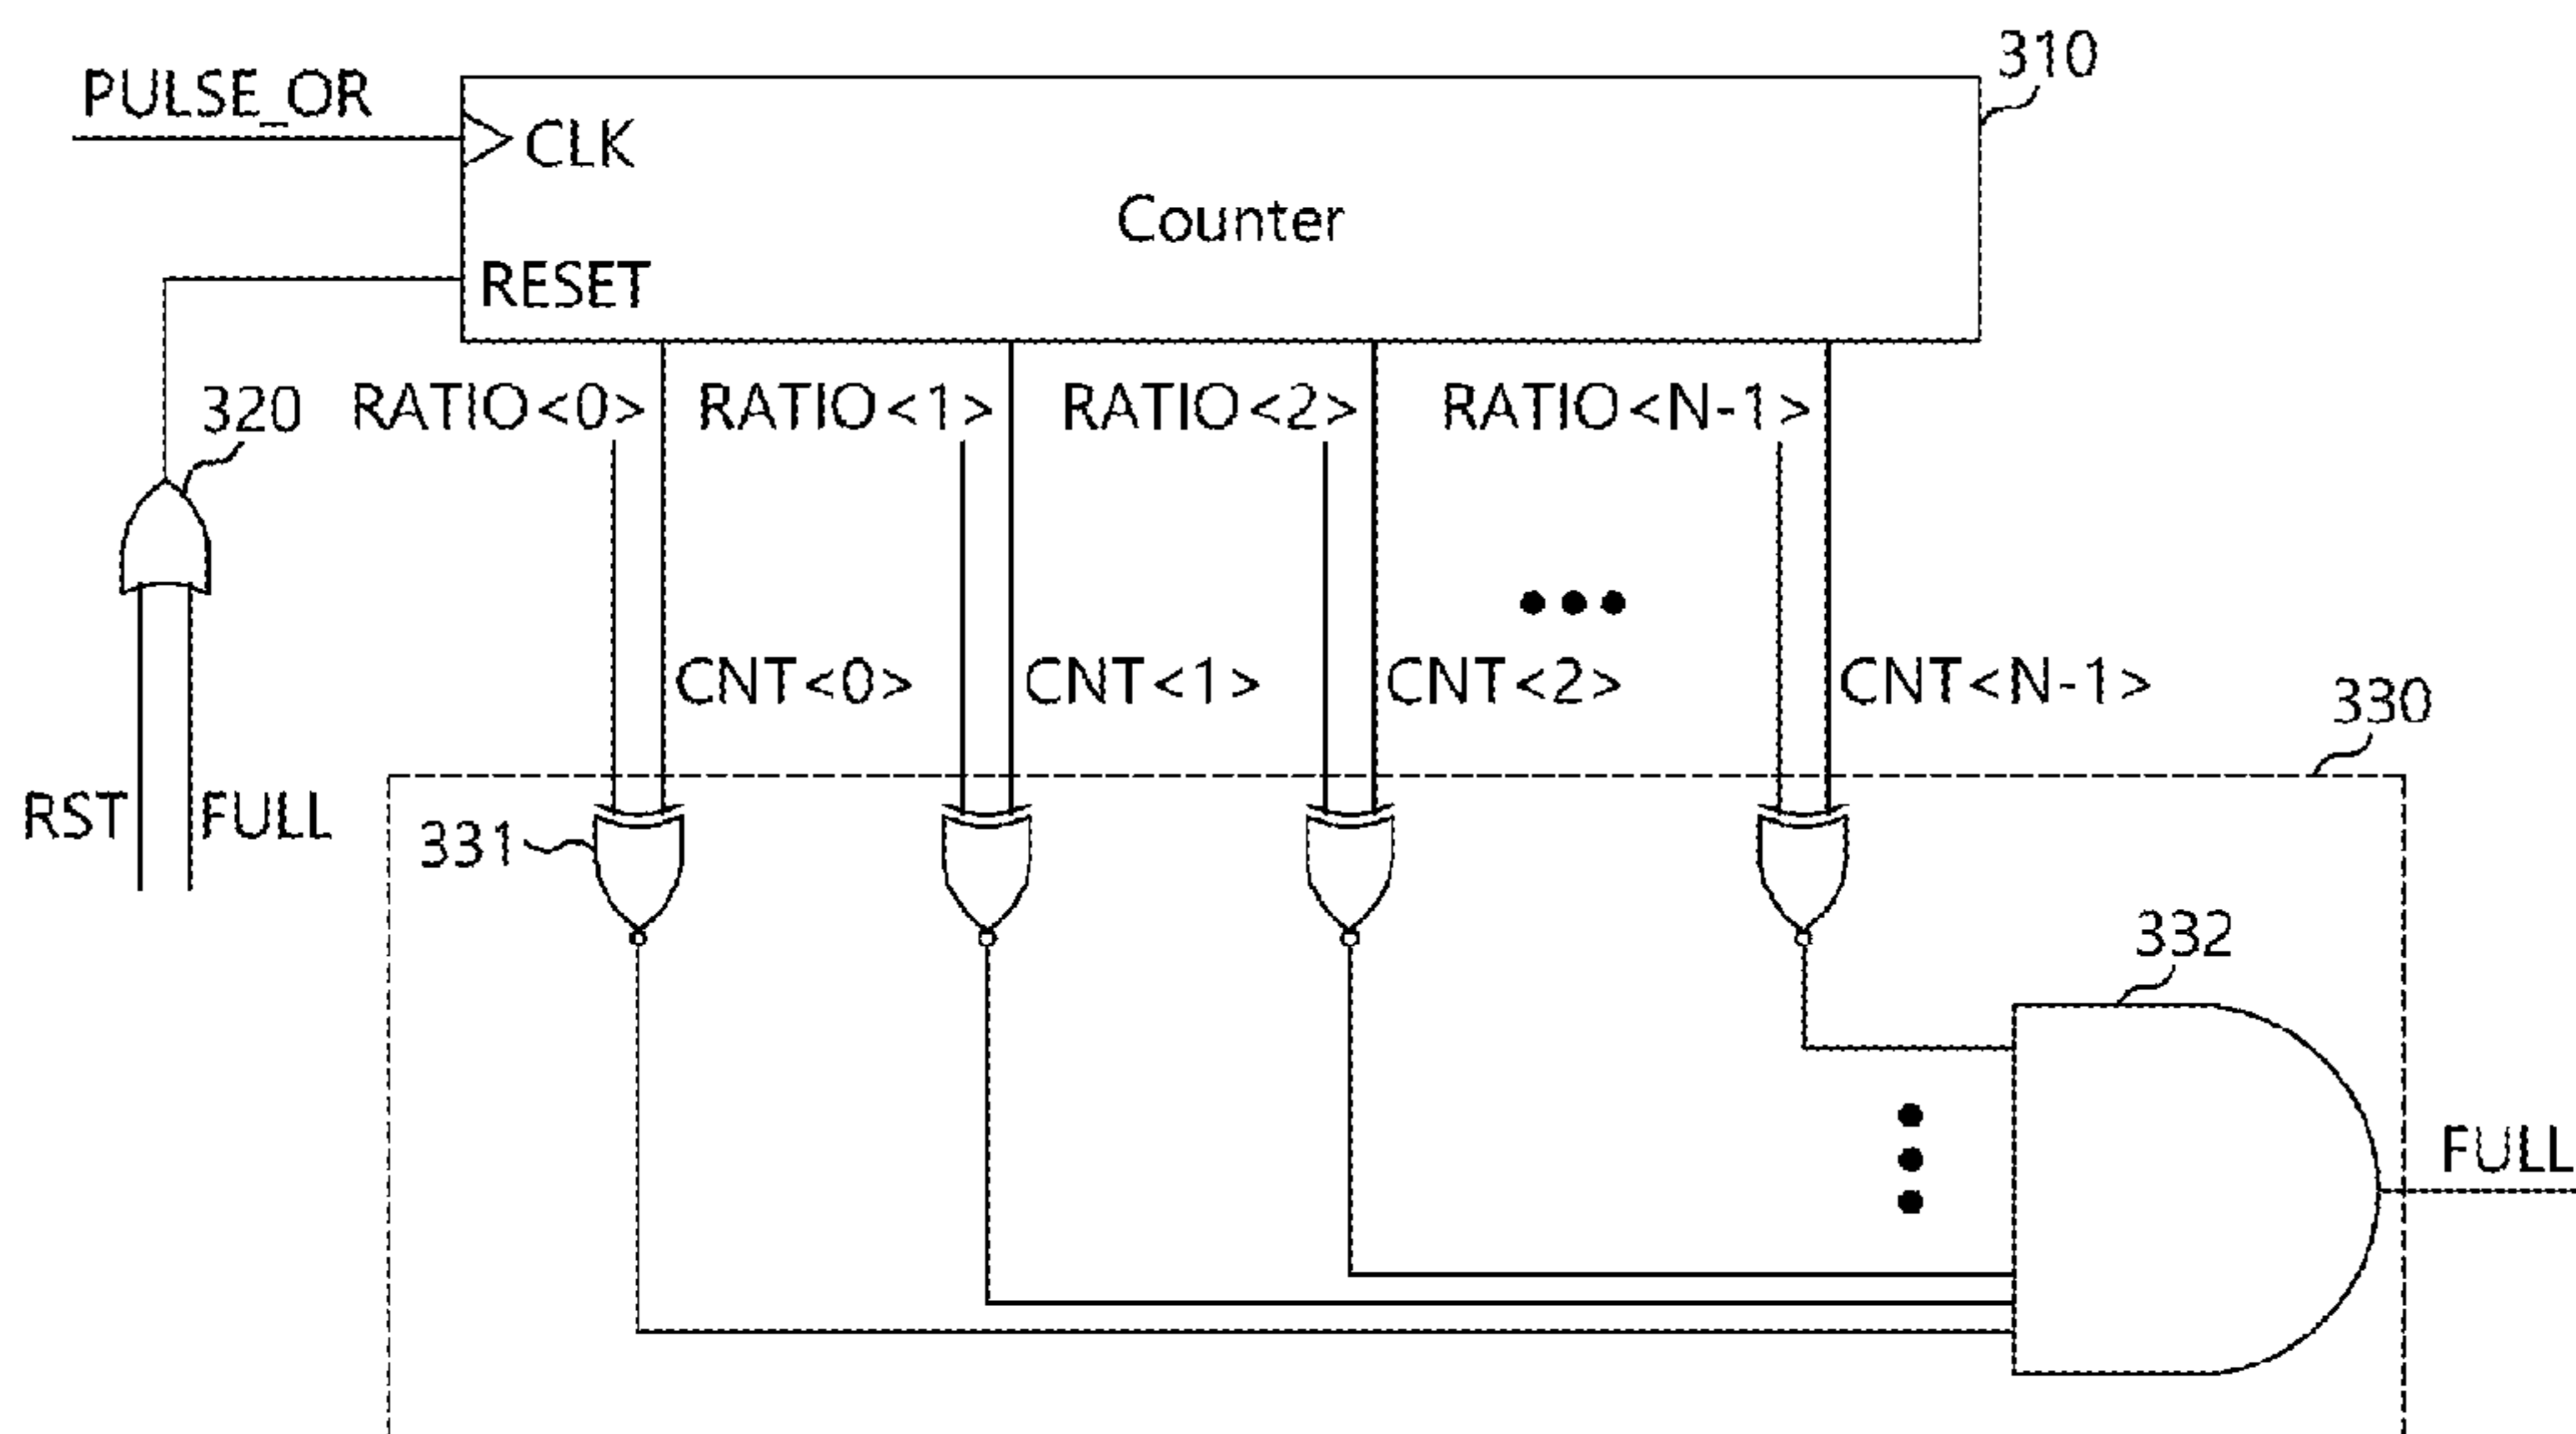 310
PULSE_OR
CLK
Counter
RESET
320
RATIO<0>
RATIO<1>
RATIO<2>
RATIO<N-1>
CNT<0>
CNT<1>
CNT<2>
CNT<N-1>
330
RST
FULL
331
332
FULL